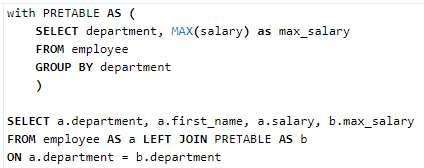 with PRETABLE AS (
    SELECT department, MAX(salary) as max_salary
    FROM employee
    GROUP BY department
    )

SELECT a.department, a.first_name, a.salary, b.max_salary
FROM employee AS a LEFT JOIN PRETABLE AS b
ON a.department = b.department